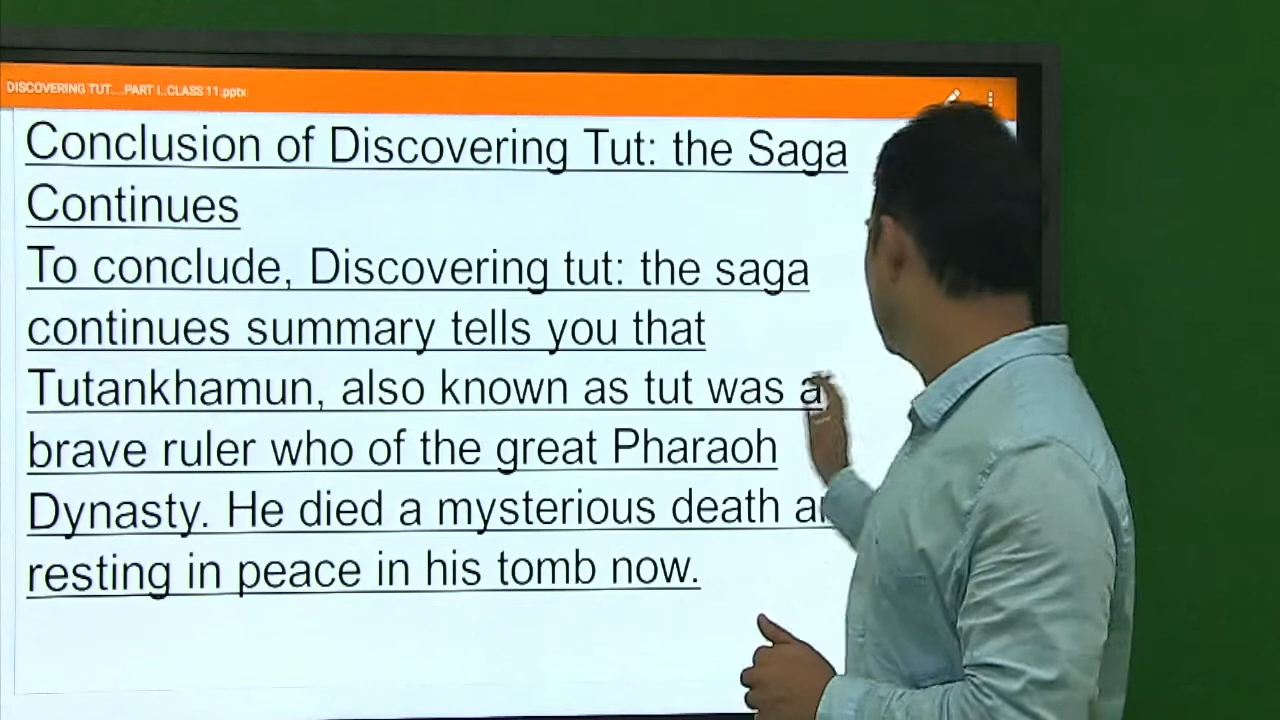 DISCOVERING TUT....PART I..CLASS 11.pptx
Conclusion of Discovering Tut: the Saga
Continues
To conclude, Discovering tut: the saga
continues summary tells you that
Tutankhamun, also known as tut was a
brave ruler who of the great Pharaoh
Dynasty. He died a mysterious death
resting in peace in his tomb now.